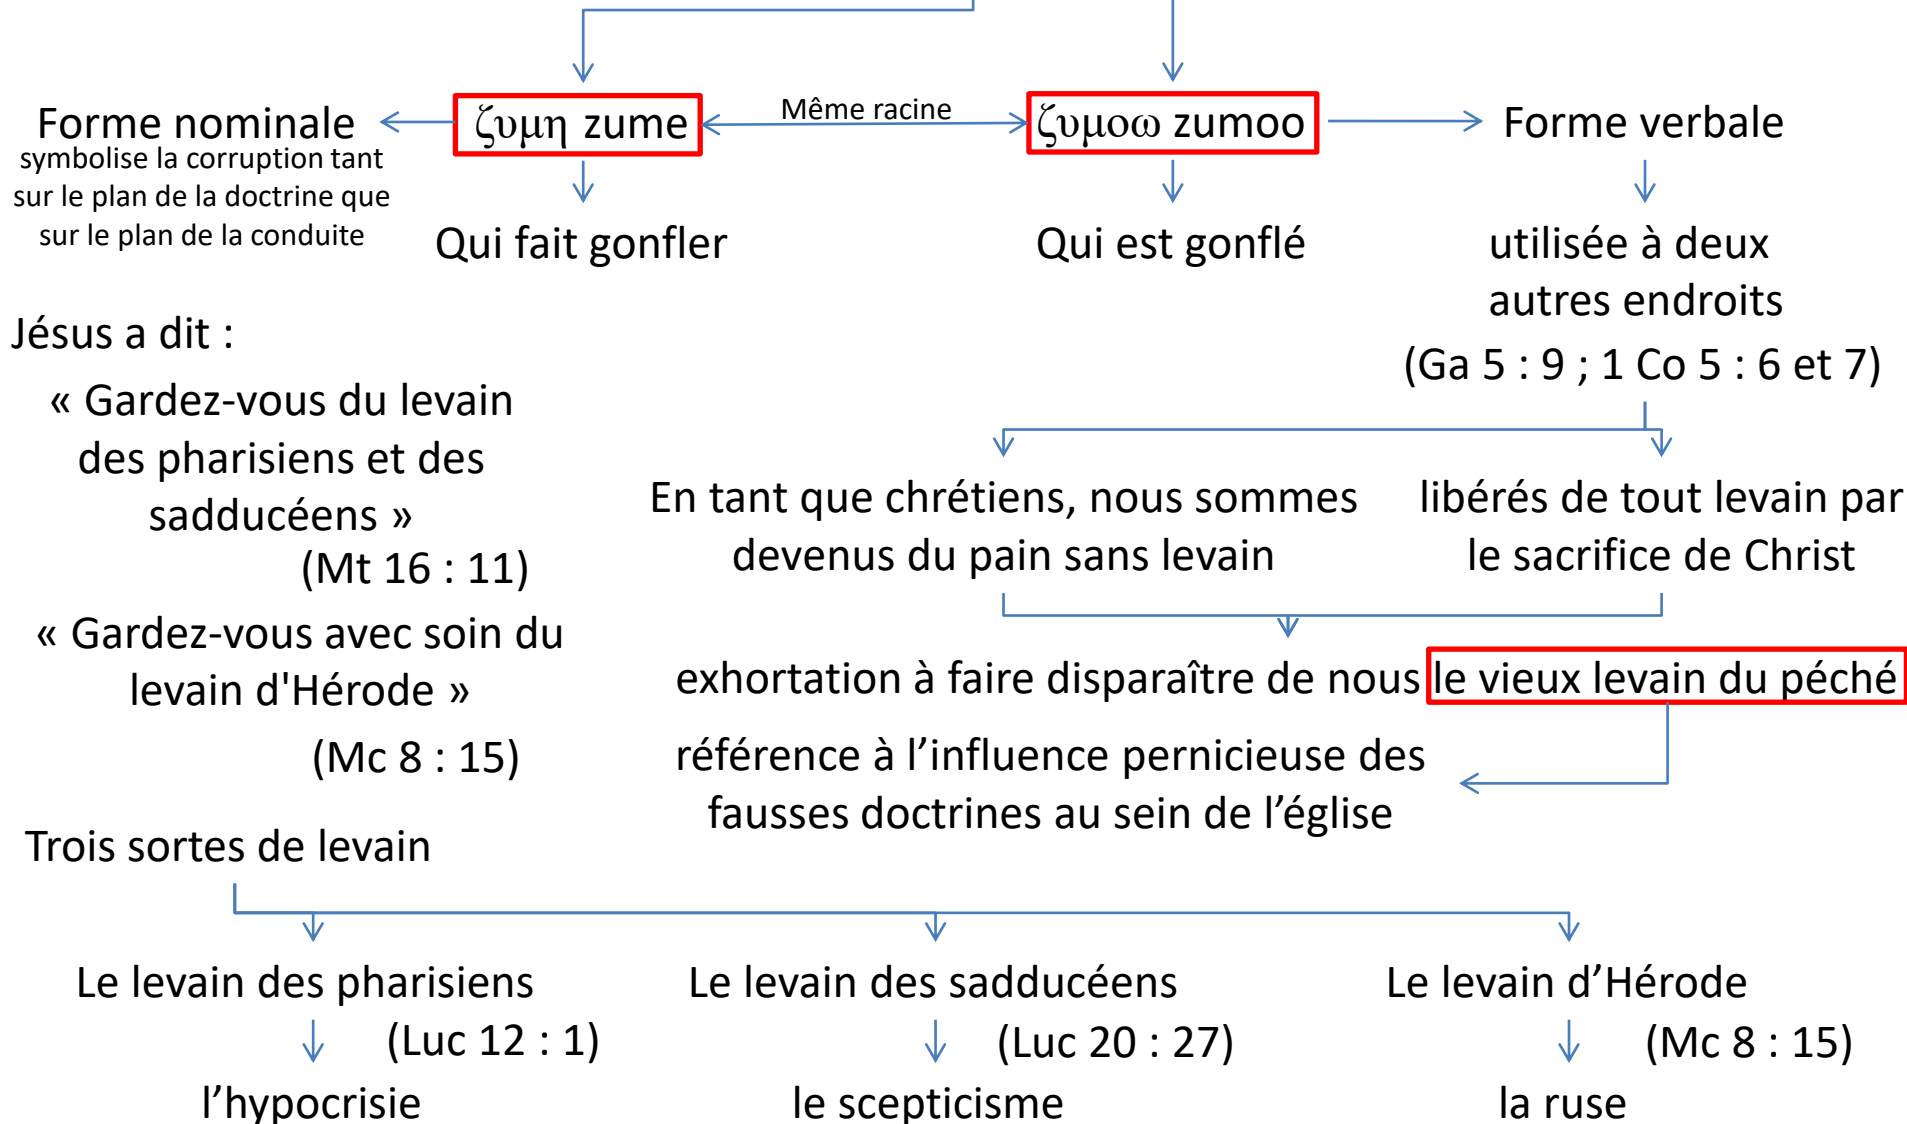 Forme nominale
symbolise la corruption tant
sur le plan de la doctrine que
sur le plan de la conduite
ζυμη zume
Même racine
ζυμοω zumoo
Forme verbale
Qui fait gonfler
Qui est gonflé
utilisée à deux
autres endroits
(Ga 5 : 9 ; 1 Co 5 : 6 et 7)
Jésus a dit :
« Gardez-vous du levain
des pharisiens et des
sadducéens »
(Mt 16 : 11)
« Gardez-vous avec soin du
levain d'Hérode »
(Mc 8 : 15)
En tant que chrétiens, nous sommes
devenus du pain sans levain
libérés de tout levain par
le sacrifice de Christ
exhortation à faire disparaître de nous le vieux levain du péché
référence à l’influence pernicieuse des
fausses doctrines au sein de l’église
Trois sortes de levain
Le levain des pharisiens
(Luc 12 : 1)
l’hypocrisie
Le levain des sadducéens
(Luc 20 : 27)
le scepticisme
Le levain d’Hérode
(Mc 8 : 15)
la ruse